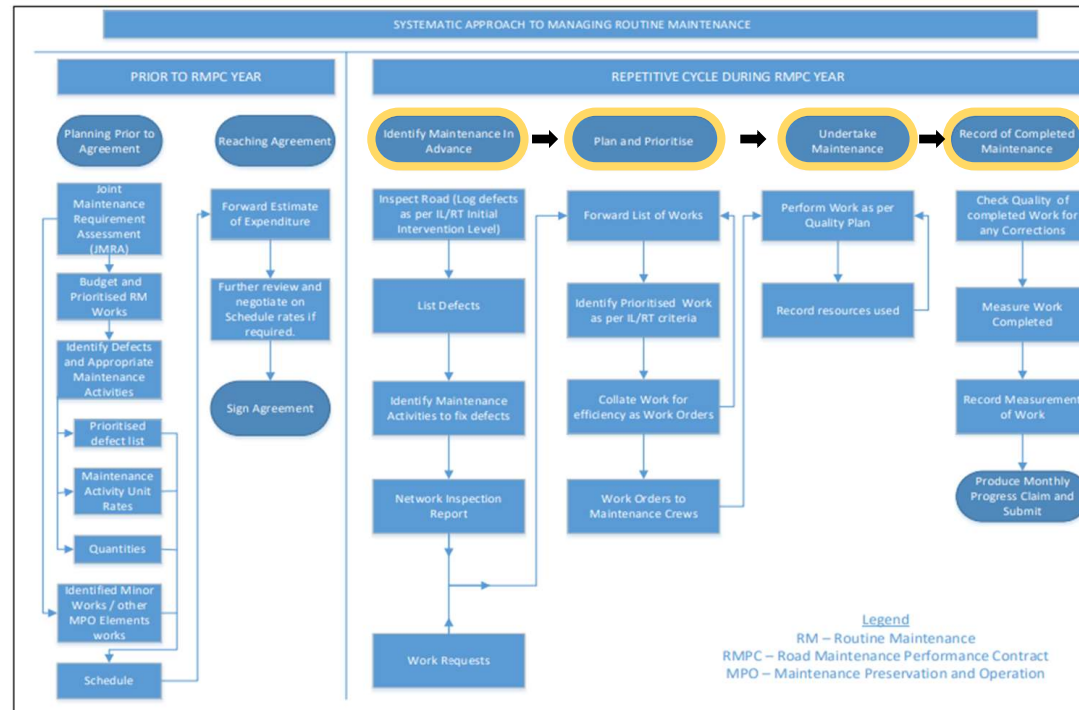 SYSTEMATIC APPROACH TO MANAGING ROUTINE MAINTENANCE
PRIOR TO RMPC YEAR
Planning Prior to
Agreement
Joint
Maintenance
Requirement
Assessment
(JMRA)
Budget and
Prioritised RM
Works
Identify Defects
and Appropriate
Maintenance
Activities
Prioritised
defect list
Maintenance
Activity Unit
Rates
Quantities
Identified Minor
Works / other
MPO Elements
works
Schedule
Reaching Agreement
Forward Estimate
of Expenditure
Further review and
negotiate on
Schedule rates if
required.
Sign Agreement
REPETITIVE CYCLE DURING RMPC YEAR
Identify Maintenance In
Advance
Inspect Road (Log defects
as per IL/RT Initial
Intervention Level)
List Defects
Identify Maintenance
Activities to fix defects
Network Inspection
Report
Work Requests
Plan and Prioritise
Forward List of Works
Identify Prioritised Work
as per IL/RT criteria
Collate Work for
efficiency as Work Orders
Work Orders to
Maintenance Crews
Undertake
Maintenance
Perform Work as per
Quality Plan
Record resources used
Record of Completed
Maintenance
Check Quality of
completed Work for
any Corrections
Measure Work
Completed
Record Measurement
of Work
Produce Monthly
Progress Claim and
Submit
Legend
RM – Routine Maintenance
RMPC – Road Maintenance Performance Contract
MPO – Maintenance Preservation and Operation